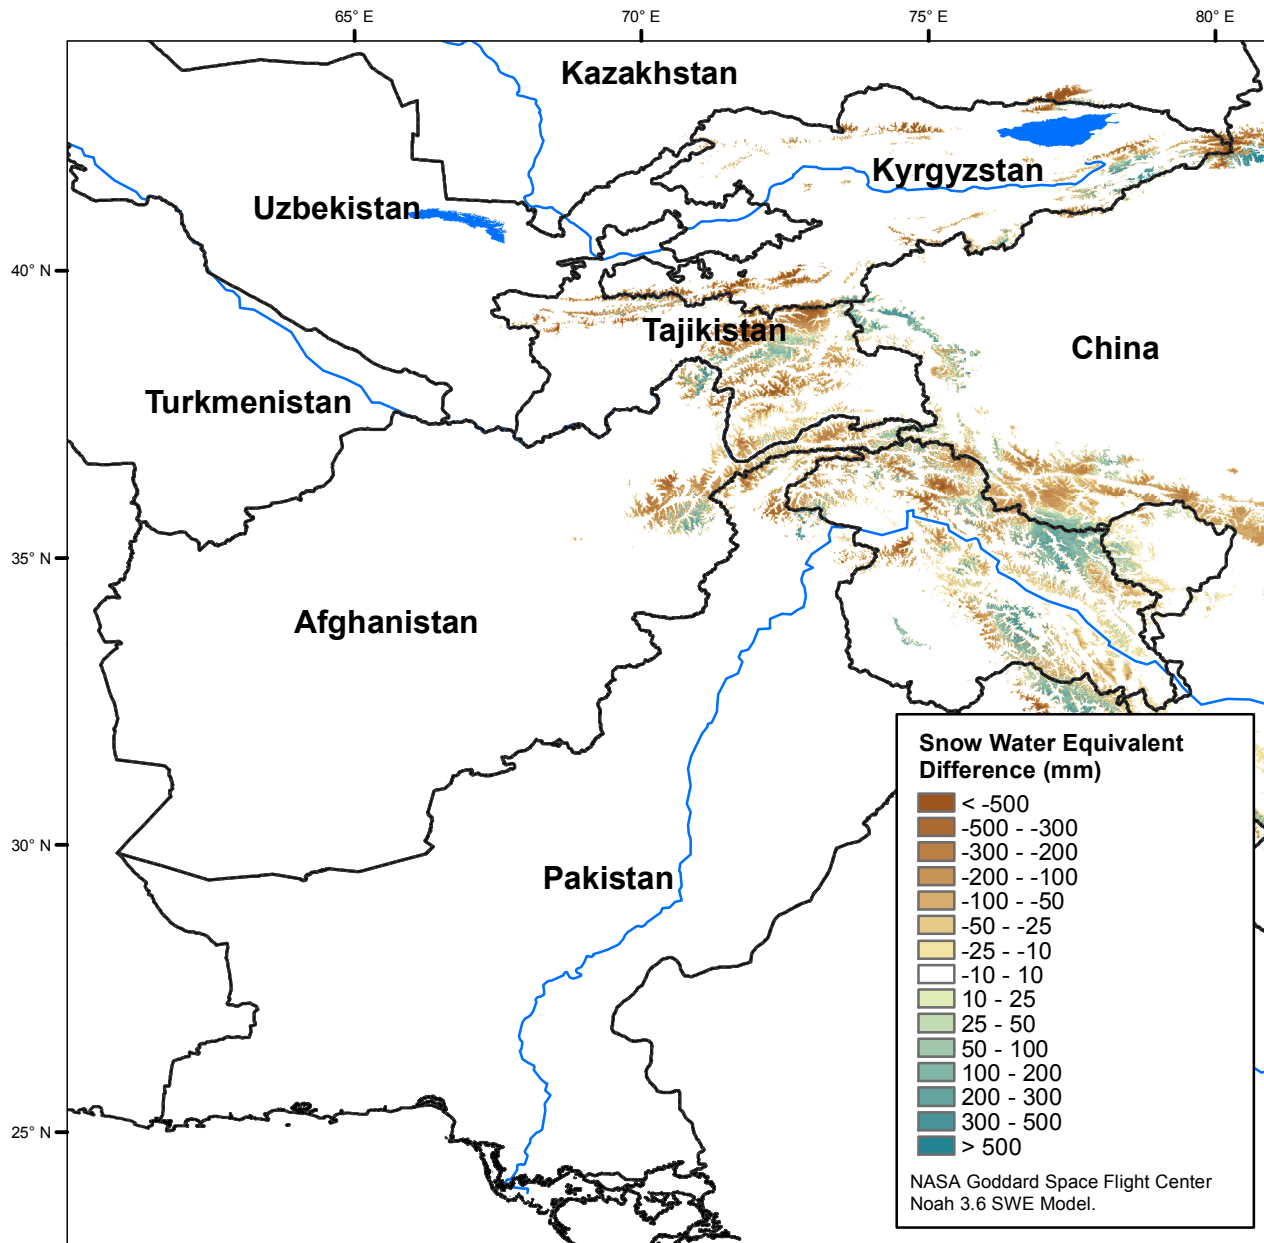 65° E
70° E
75° E
80° E
Kazakhstan
Kyrgyzstan
Uzbekistan
40° N
Tajikistan
China
Turkmenistan
35° N
Afghanistan
Snow Water Equivalent
Difference (mm)
< -500
-500 - -300
-300 - -200
-200 - -100
-100 - -50
-50 - -25
-25 - -10
-10 - 10
10 - 25
25 - 50
50 - 100
100 - 200
200 - 300
300 - 500
> 500
NASA Goddard Space Flight Center
Noah 3.6 SWE Model.
30° N
Pakistan
25° N